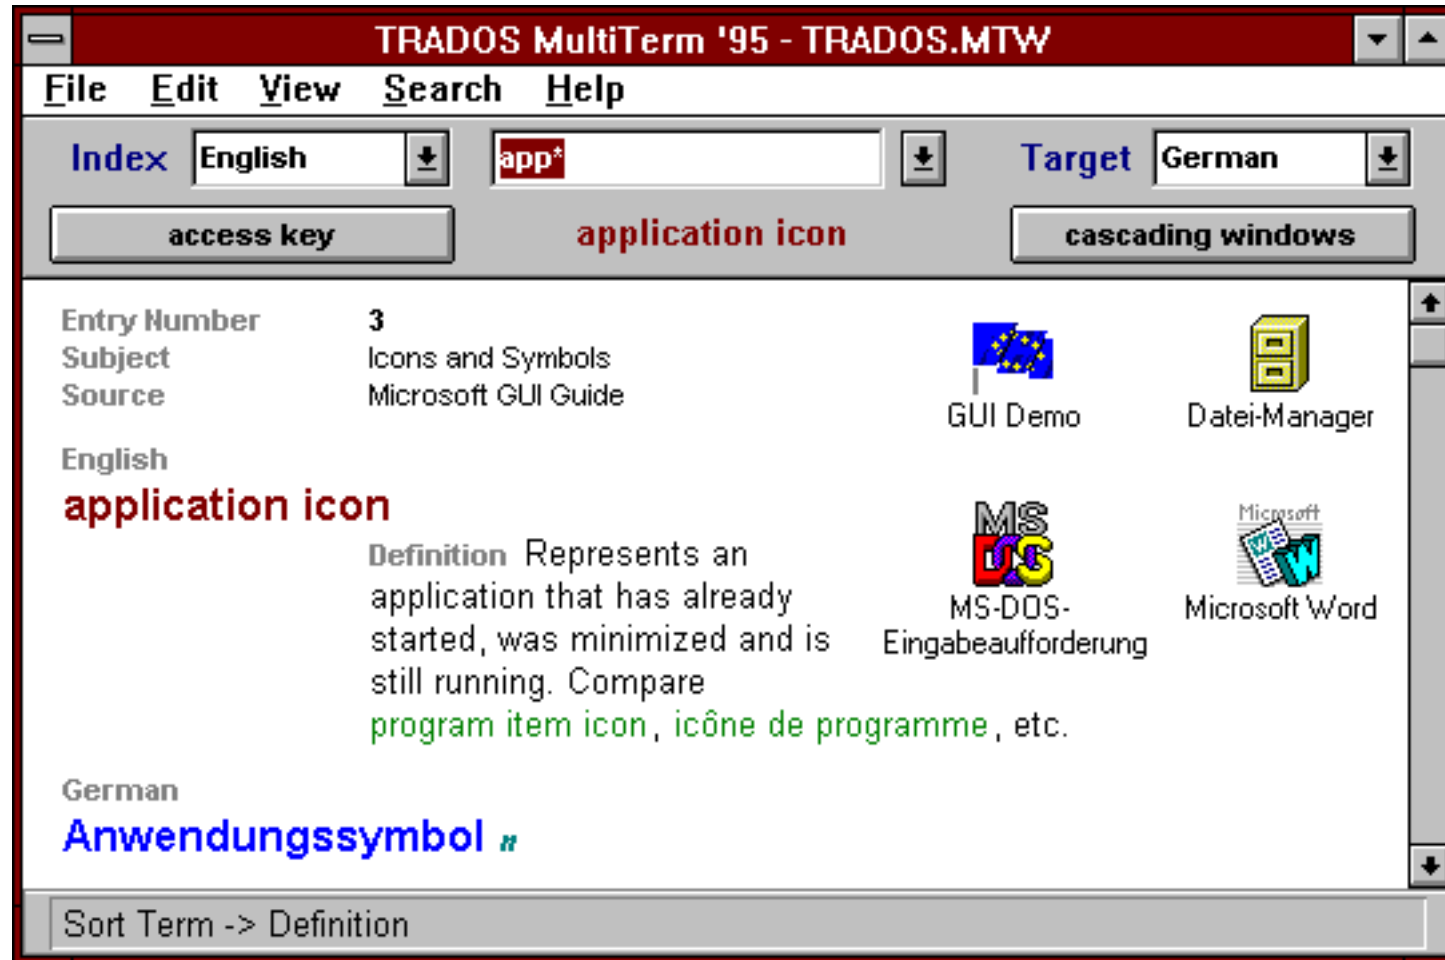 TRADOS MultiTerm '95 - TRADOS.MTW
File Edit View Search Help
Index English app* Target German
access key application icon cascading windows
Entry Number 3
Subject Icons and Symbols
Source Microsoft GUI Guide
GUI Demo Datei-Manager
English
application icon
Definition Represents an
application that has already
started, was minimized and is
still running. Compare
program item icon, icône de programme, etc.
MS
DOS
Microsoft
W
W
MS-DOS-
Eingabeaufforderung
Microsoft Word
German
Anwendungssymbol n
Sort Term -> Definition